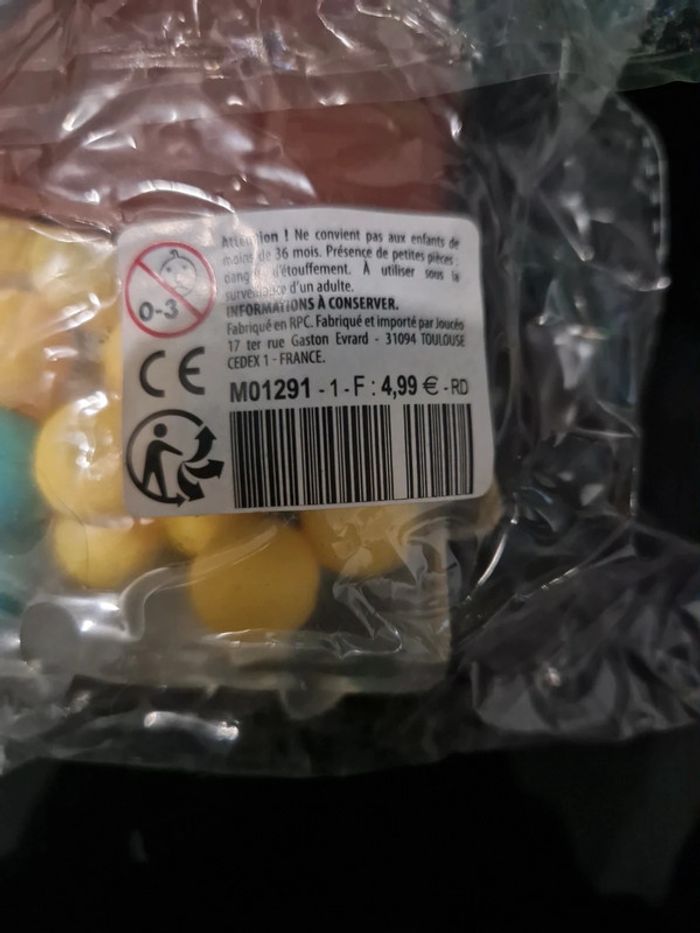 Attention ! Ne convient pas aux enfants de
moins de 36 mois. Présence de petites pièces :
d'étouffement. À utiliser sous la
surveillance d'un adulte.
INFORMATIONS À CONSERVER.
Fabriqué en RPC. Fabriqué et importé par Joucéo
17 ter rue Gaston Evrard - 31094 TOULOUSE
CEDEX 1 - FRANCE.
0-3
CE
M01291 - 1 - F : 4,99 € - RD